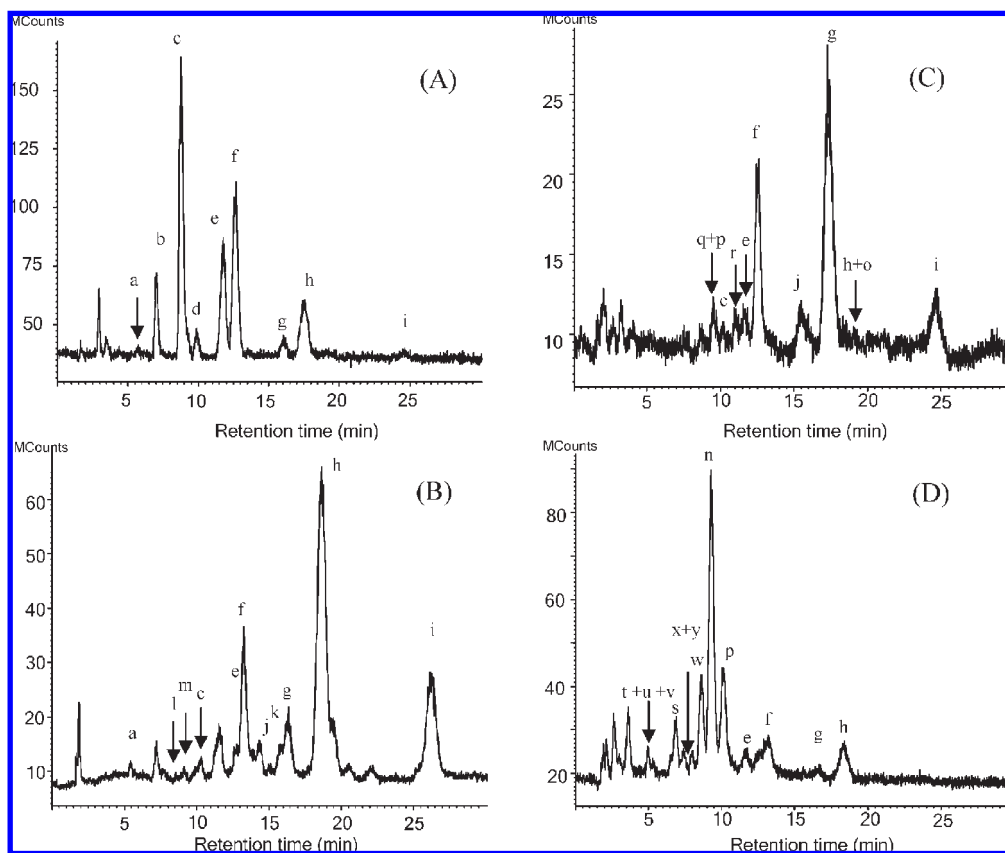 MCounts
(A)
150
125
100
75
50
a
b
c
d
e
f
g
h
i
5
10
15
20
25
Retention time (min)
MCounts
(B)
60
50
40
30
20
10
a
l
m
c
e
f
j
k
g
h
i
5
10
15
20
25
Retention time (min)
MCounts
(C)
25
20
15
10
q+p
c
r
e
f
j
g
h+o
i
5
10
15
20
25
Retention time (min)
MCounts
(D)
80
60
40
20
t +u +v
s
x+y
w
n
p
e
f
g
h
5
10
15
20
25
Retention time (min)